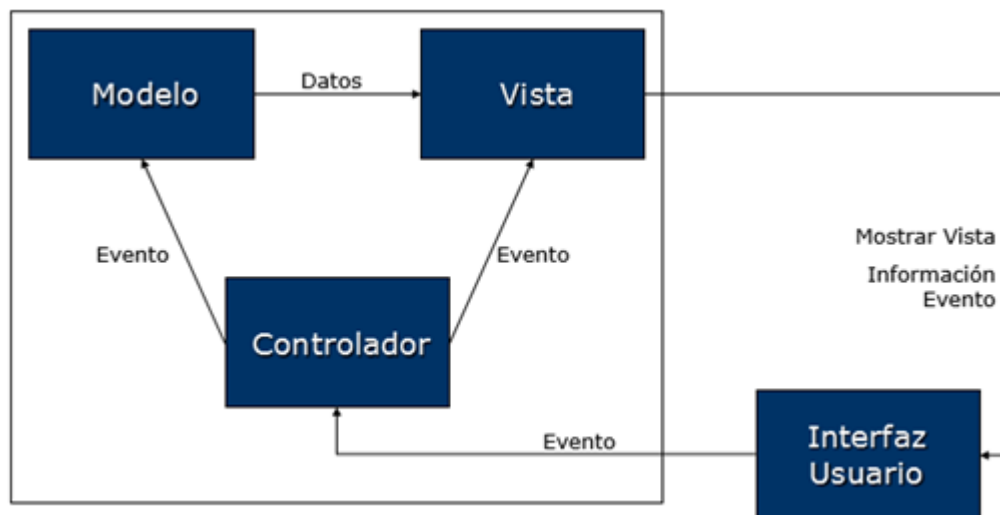 Modelo
Datos
Vista
Evento
Evento
Mostrar Vista
Información
Evento
Controlador
Evento
Interfaz
Usuario